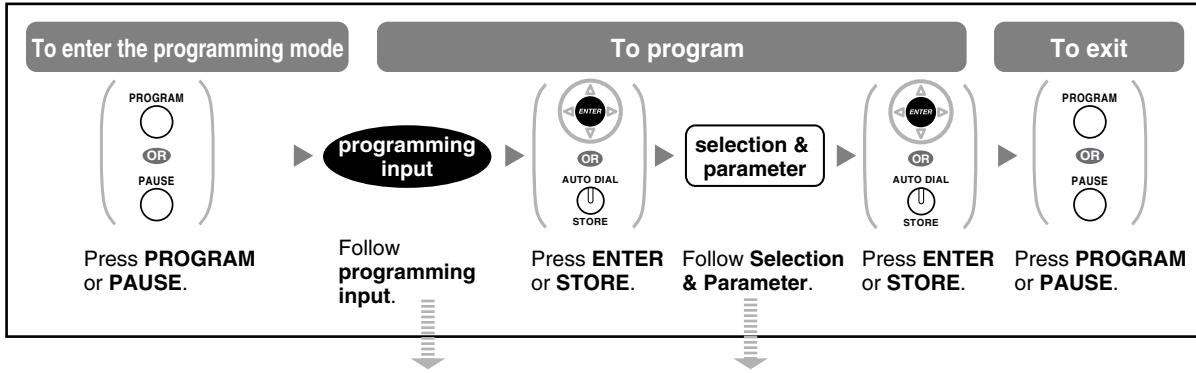 To enter the programming mode
To program
To exit
PROGRAM
OR
PAUSE
programming
input
ENTER
OR
AUTO DIAL
STORE
selection &
parameter
ENTER
OR
AUTO DIAL
STORE
PROGRAM
OR
PAUSE
Press PROGRAM
or PAUSE.
Follow
programming
input.
Press ENTER
or STORE.
Follow Selection
& Parameter.
Press ENTER
or STORE.
Press PROGRAM
or PAUSE.